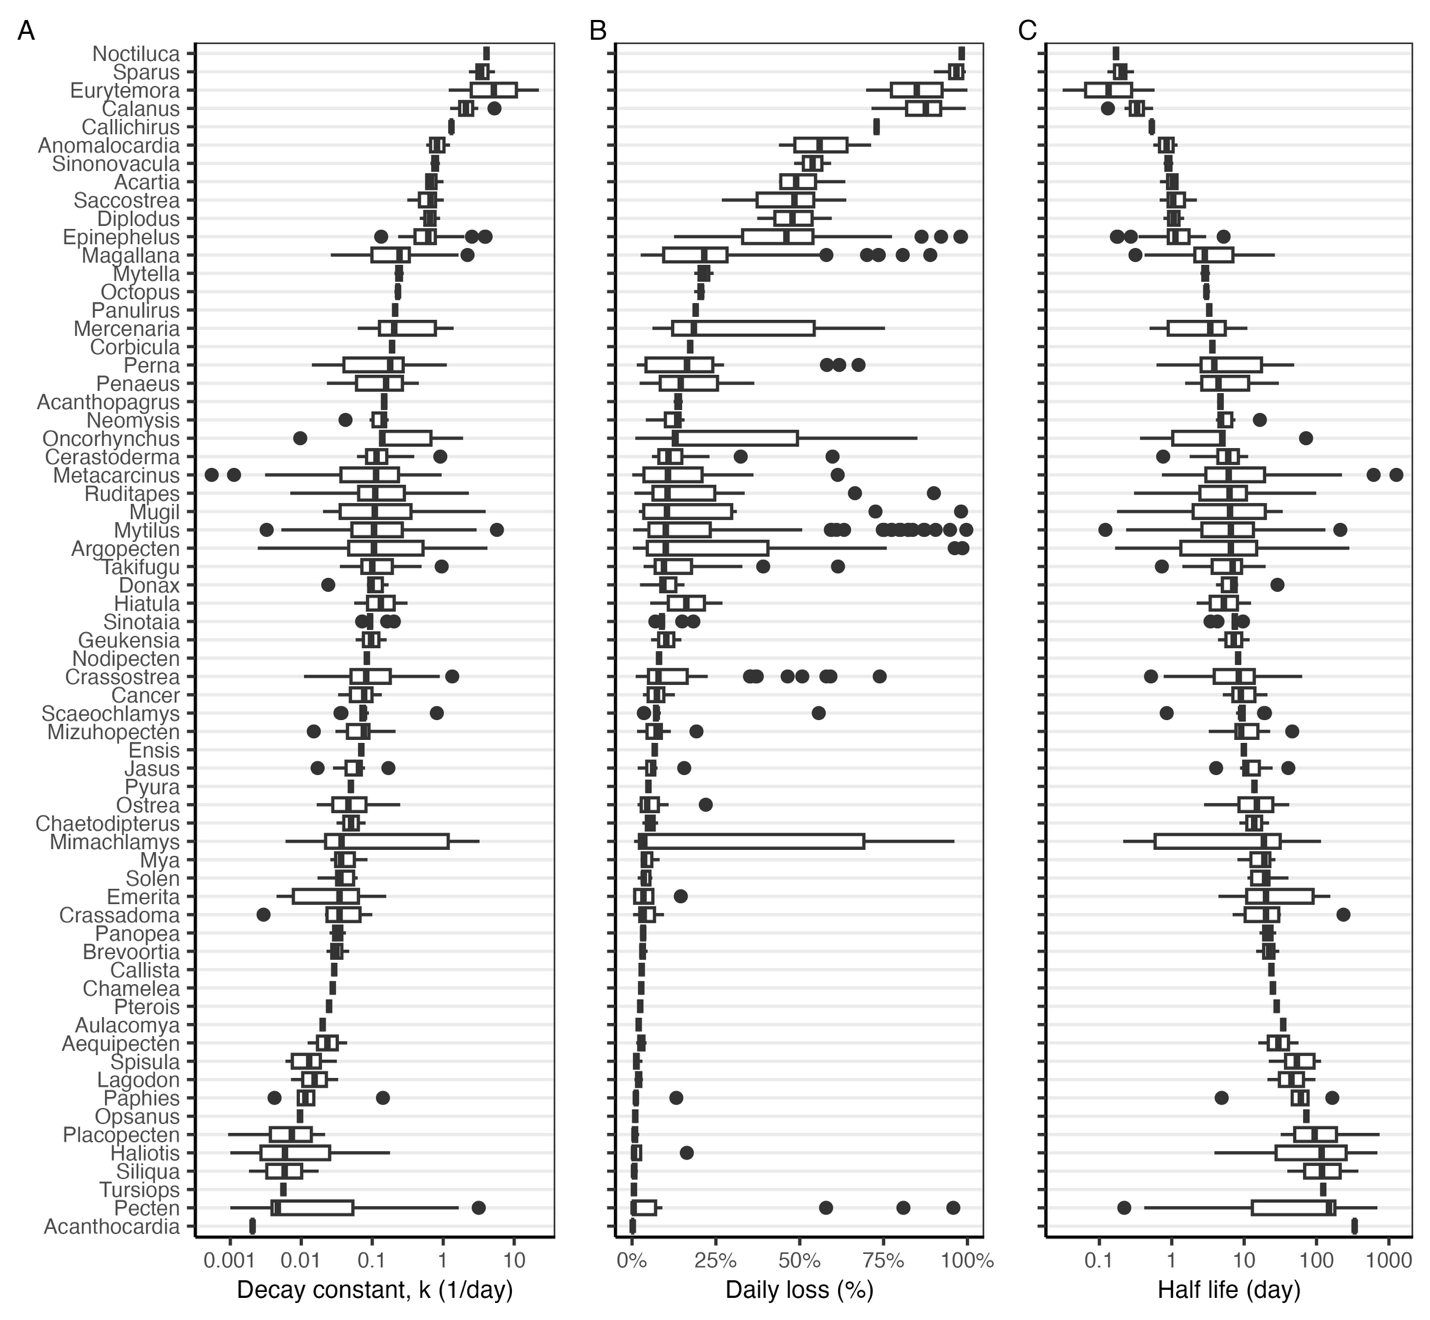 A B C
Noctiluca
Sparus
Eurytemora
Calanus
Callichirus
Anomalocardia
Sinonovacula
Acartia
Saccostrea
Diplodus
Epinephelus
Magallana
Mytella
Octopus
Panulirus
Mercenaria
Corbicula
Perna
Penaeus
Acanthopagrus
Neomysis
Oncorhynchus
Cerastoderma
Metacarcinus
Ruditapes
Mugil
Mytilus
Argopecten
Takifugu
Donax
Hiatula
Sinotaia
Geukensia
Nodipecten
Crassostrea
Cancer
Scaeochlamys
Mizuhopecten
Ensis
Jasus
Pyura
Ostrea
Chaetodipterus
Mimachlamys
Mya
Solen
Emerita
Crassadoma
Panopea
Brevoortia
Callista
Chamelea
Pterois
Aulacomya
Aequipecten
Spisula
Lagodon
Paphies
Opsanus
Placopecten
Haliotis
Siliqua
Tursiops
Pecten
Acanthocardia
0.001 0.01 0.1 1 10 0% 25% 50% 75% 100% 0.1 1 10 100 1000
Decay constant, k (1/day) Daily loss (%) Half life (day)